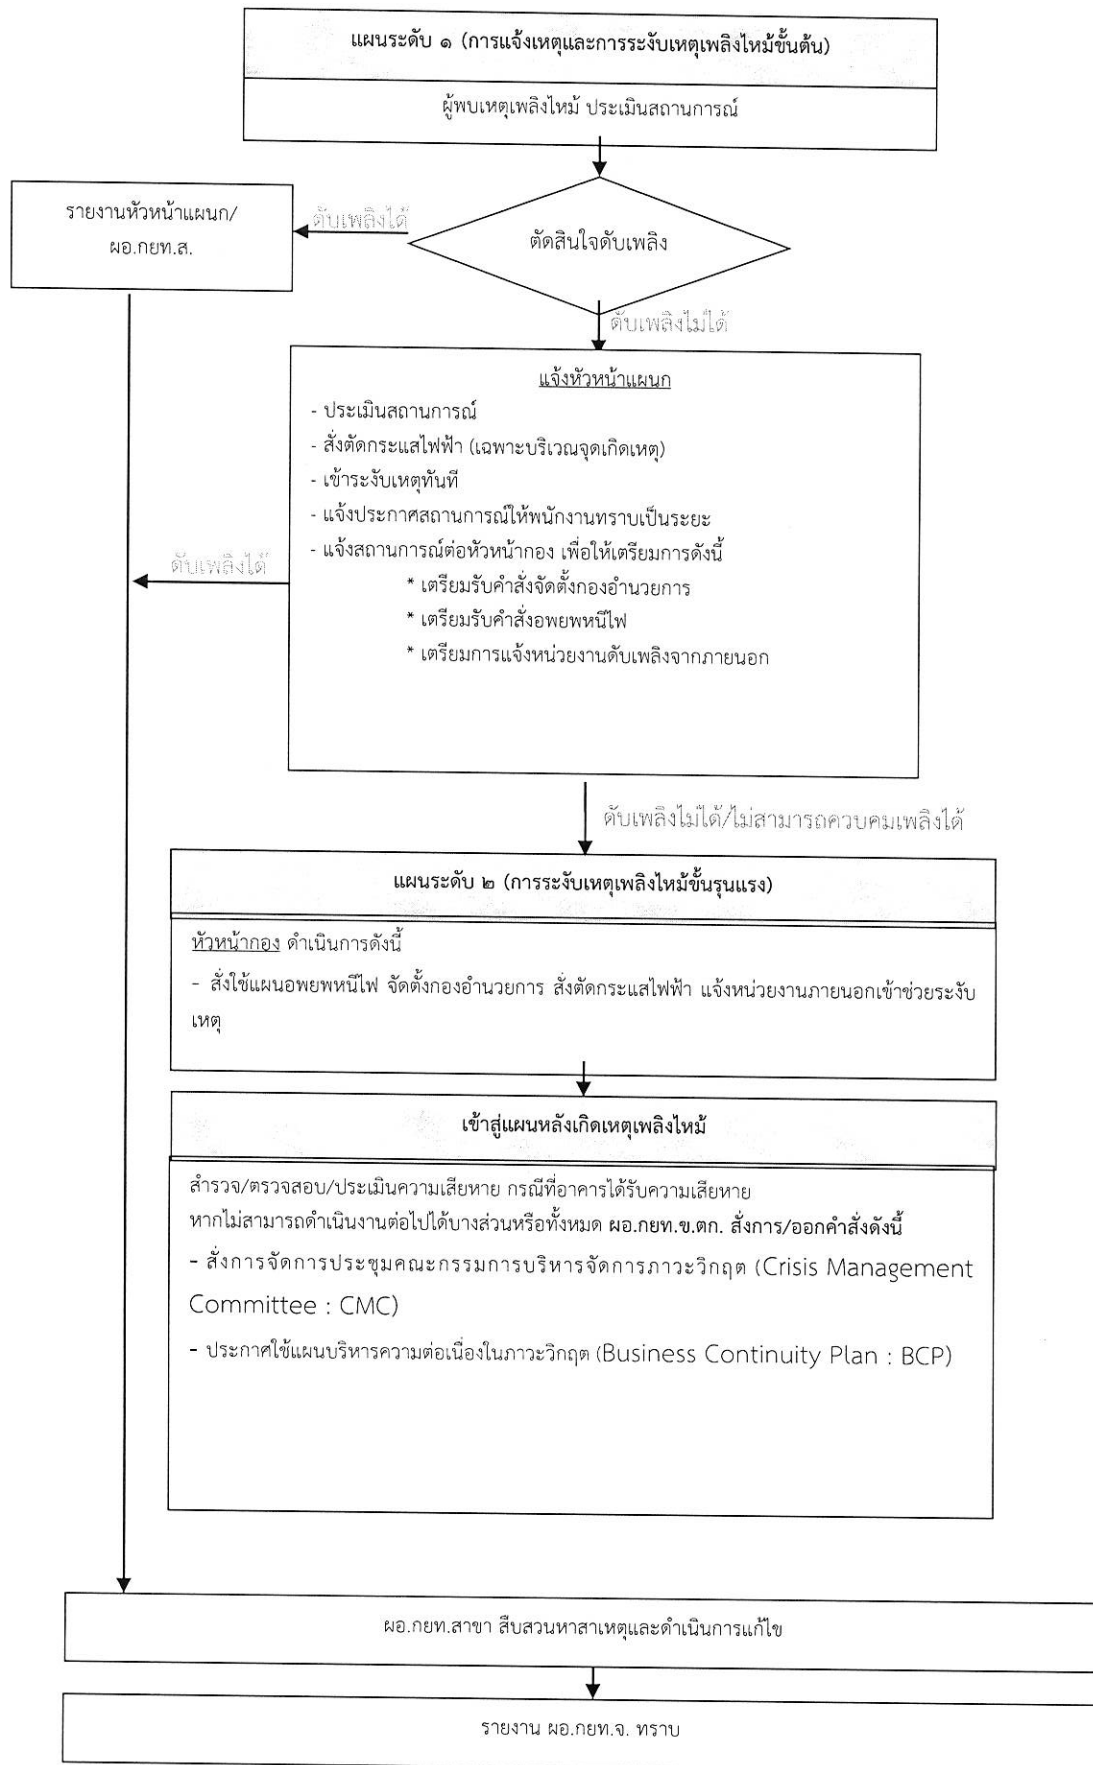 แผนระดับ ๑ (การแจ้งเหตุและการระงับเหตุเพลิงไหม้ขั้นต้น)
ผู้พบเหตุเพลิงไหม้ ประเมินสถานการณ์
รายงานหัวหน้าแผนก/
ผอ.กยท.ส.
ดับเพลิงได้
ตัดสินใจดับเพลิง
ดับเพลิงไม่ได้
แจ้งหัวหน้าแผนก
- ประเมินสถานการณ์
- สั่งตัดกระแสไฟฟ้า (เฉพาะบริเวณจุดเกิดเหตุ)
- เข้าระงับเหตุทันที
- แจ้งประกาศสถานการณ์ให้พนักงานทราบเป็นระยะ
- แจ้งสถานการณ์ต่อหัวหน้ากอง เพื่อให้เตรียมการดังนี้
ดับเพลิงได้
* เตรียมรับคำสั่งจัดตั้งกองอำนวยการ
* เตรียมรับคำสั่งอพยพหนีไฟ
* เตรียมการแจ้งหน่วยงานดับเพลิงจากภายนอก
ดับเพลิงไม่ได้/ไม่สามารถควบคมเพลิงได้
แผนระดับ ๒ (การระงับเหตุเพลิงไหม้ขั้นรุนแรง)
หัวหน้ากอง ดำเนินการดังนี้
- สั่งใช้แผนอพยพหนีไฟ จัดตั้งกองอำนวยการ สั่งตัดกระแสไฟฟ้า แจ้งหน่วยงานภายนอกเข้าช่วยระงับ
เหตุ
เข้าสู่แผนหลังเกิดเหตุเพลิงไหม้
สำรวจ/ตรวจสอบ/ประเมินความเสียหาย กรณีที่อาคารได้รับความเสียหาย
หากไม่สามารถดำเนินงานต่อไปได้บางส่วนหรือทั้งหมด ผอ.กยท.ข.ตก. สั่งการ/ออกคำสั่งดังนี้
- สั่งการจัดการประชุมคณะกรรมการบริหารจัดการภาวะวิกฤต (Crisis Management
Committee : CMC)
- ประกาศใช้แผนบริหารความต่อเนื่องในภาวะวิกฤต (Business Continuity Plan : BCP)
ผอ.กยท.สาขา สืบสวนหาสาเหตุและดำเนินการแก้ไข
รายงาน ผอ.กยท.จ. ทราบ